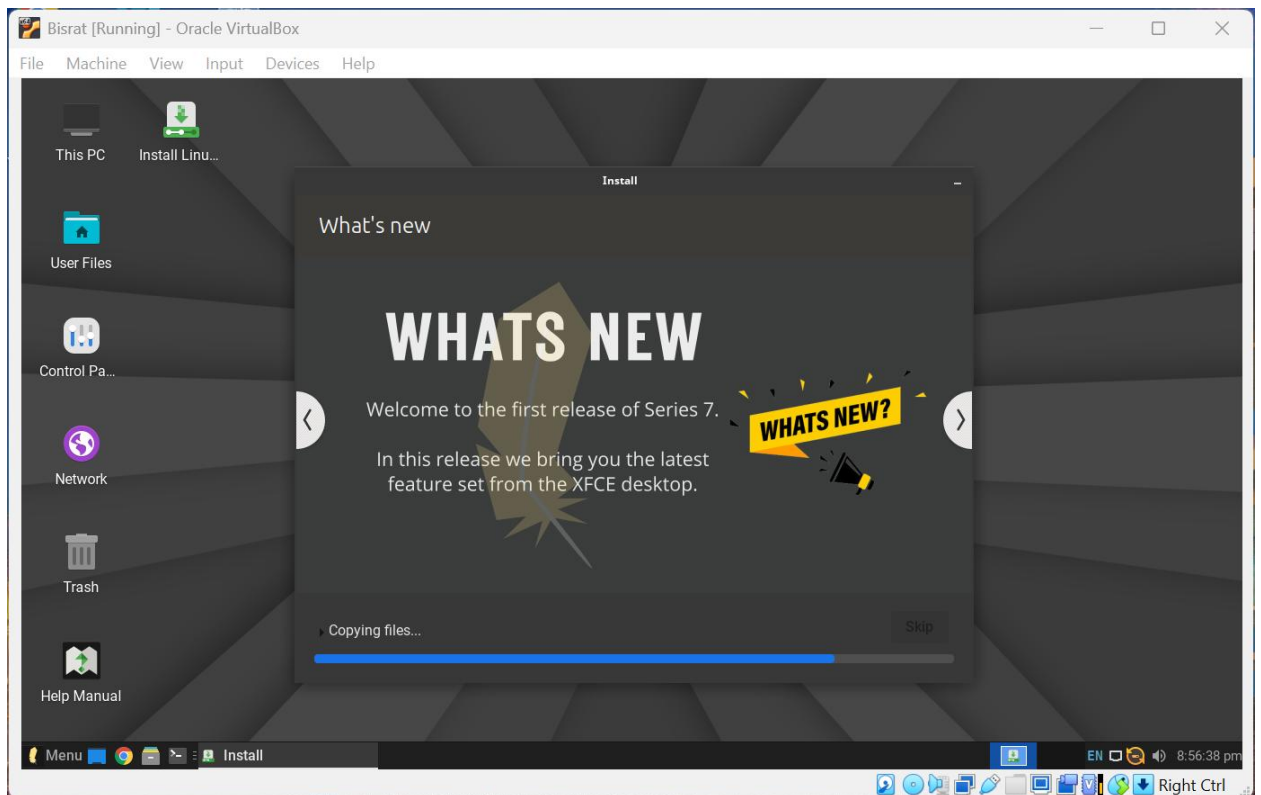 Bisrat [Running] - Oracle VirtualBox
File Machine View Input Devices Help
This PC
Install Linu...
User Files
Control Pa...
Network
Trash
Help Manual
Install
What's new
WHATS NEW
Welcome to the first release of Series 7.
In this release we bring you the latest
feature set from the XFCE desktop.
WHATS NEW?
Copying files...
Skip
Menu
Install
EN
8:56:38 pm
Right Ctrl